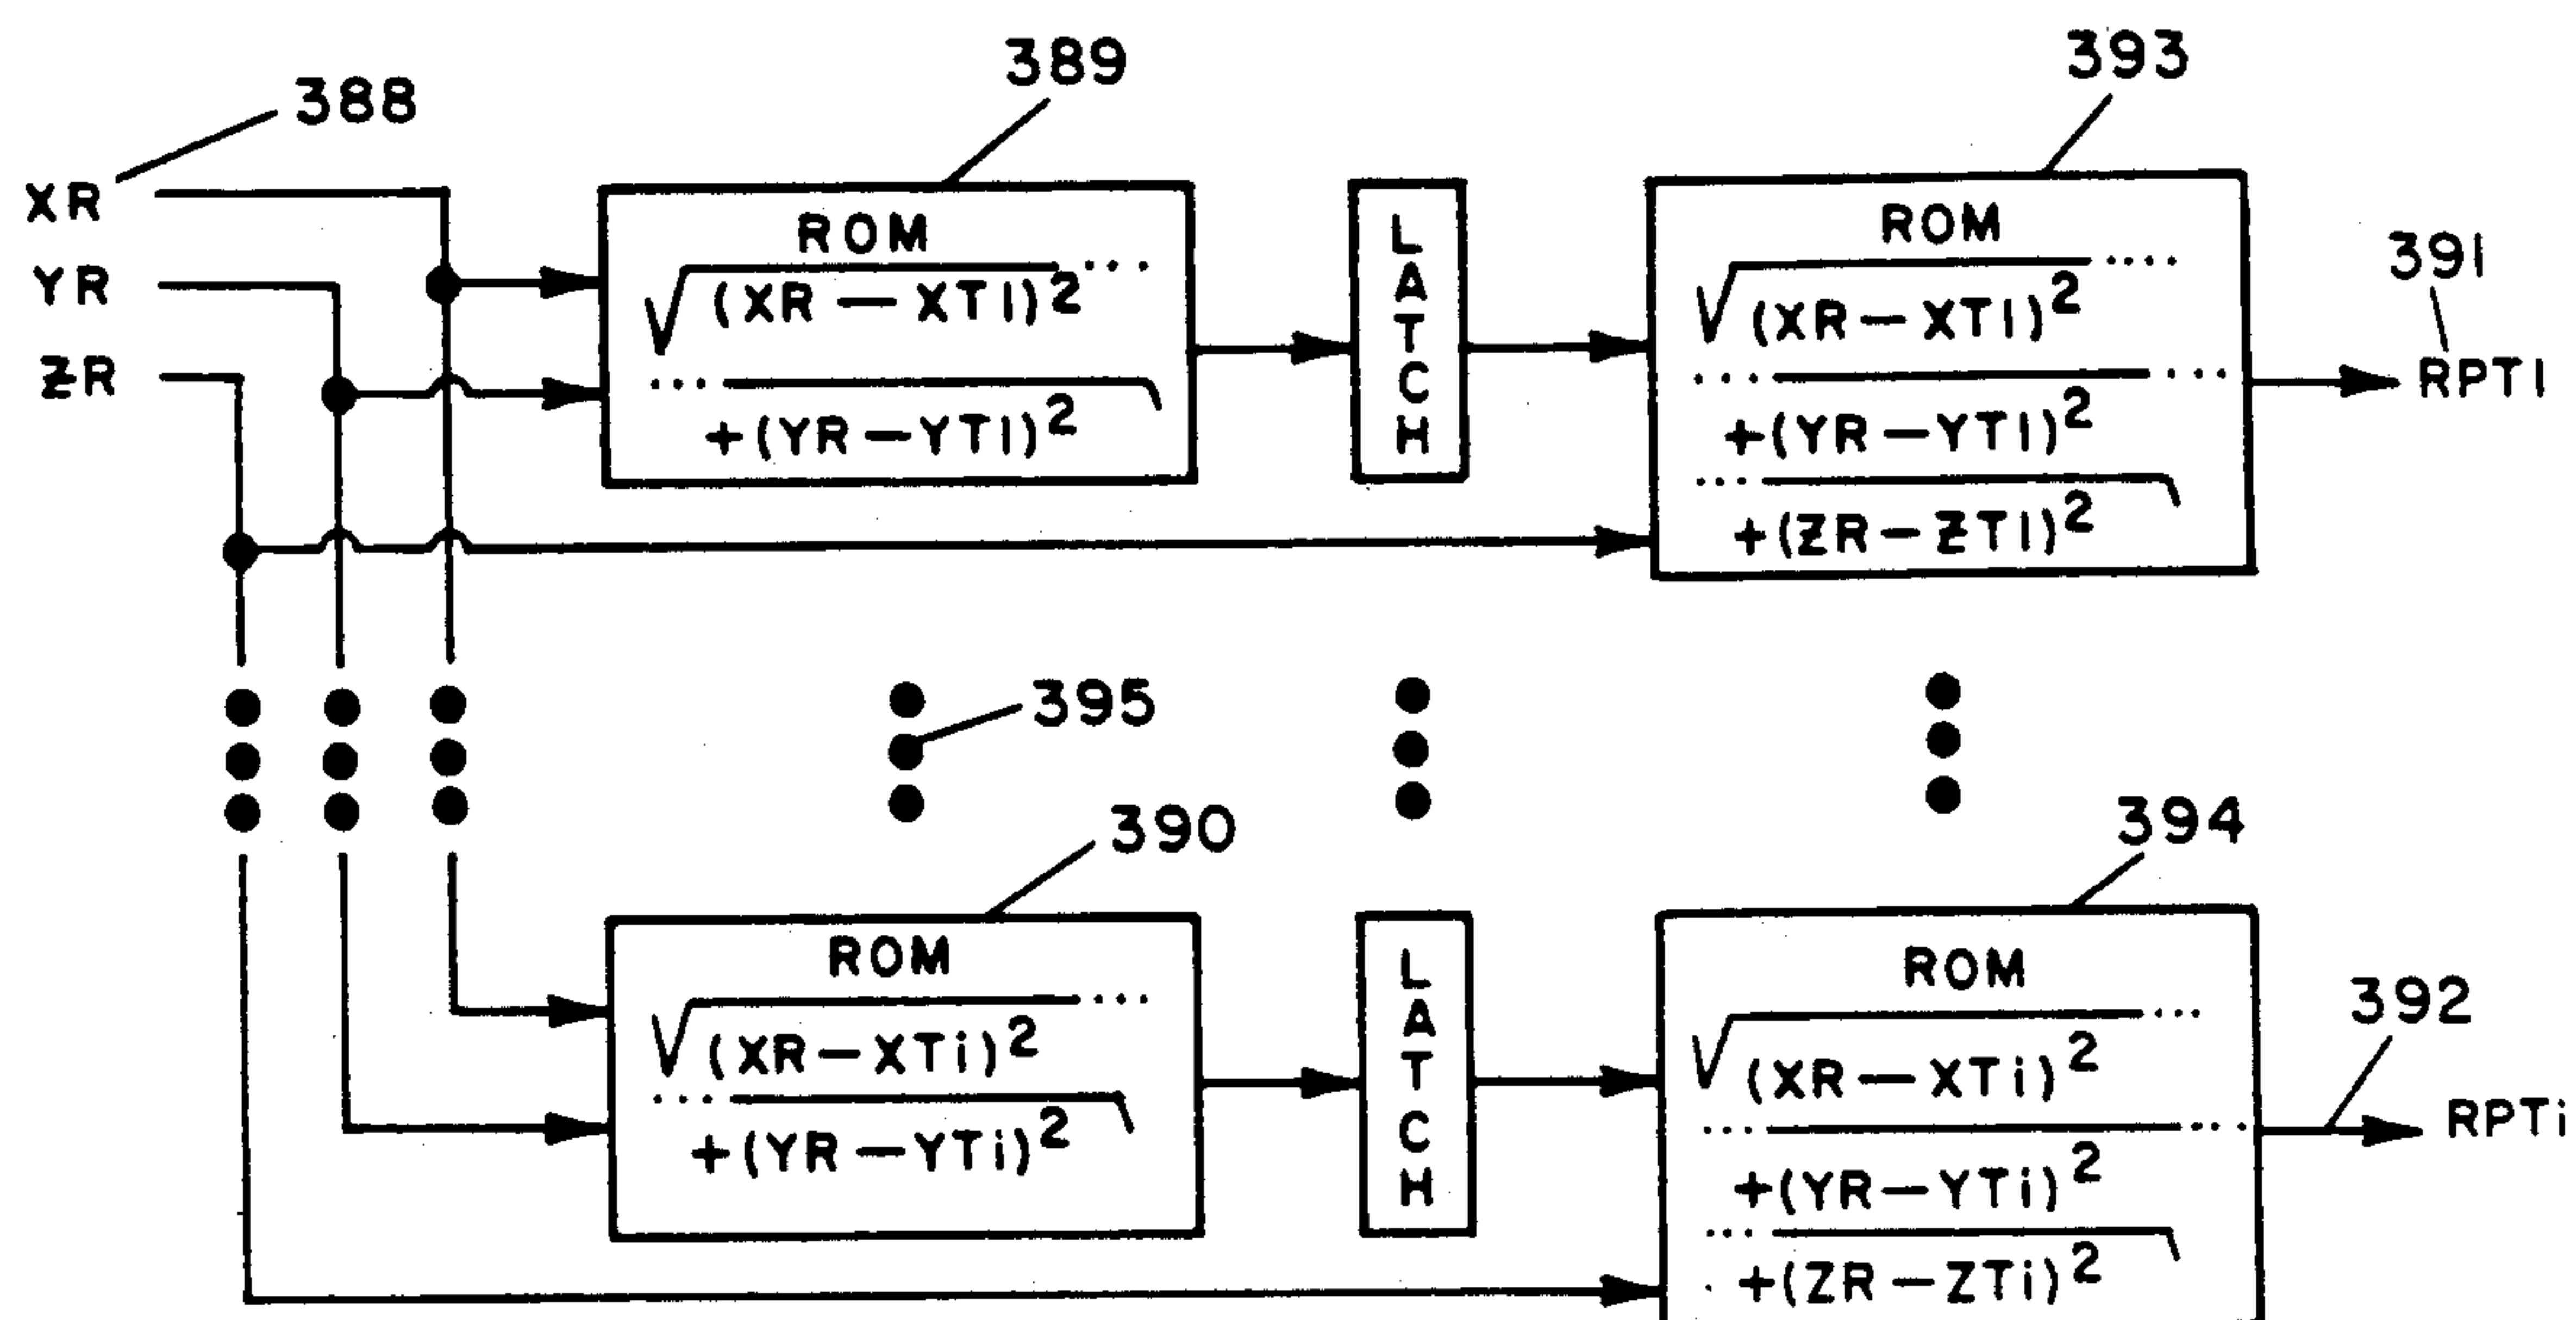 388
389
393
XR
YR
ZR
ROM
√(XR — XT1)² ....
... +(YR — YT1)²
LATCH
ROM
√(XR — XT1)² ....
... +(YR — YT1)² ....
... +(ZR — ZT1)²
391
RPT1
395
390
394
ROM
√(XR — XTi)² ....
.... +(YR — YTi)²
LATCH
ROM
√(XR — XTi)² ...
... +(YR — YTi)² ....
... +(ZR — ZTi)²
392
RPTi